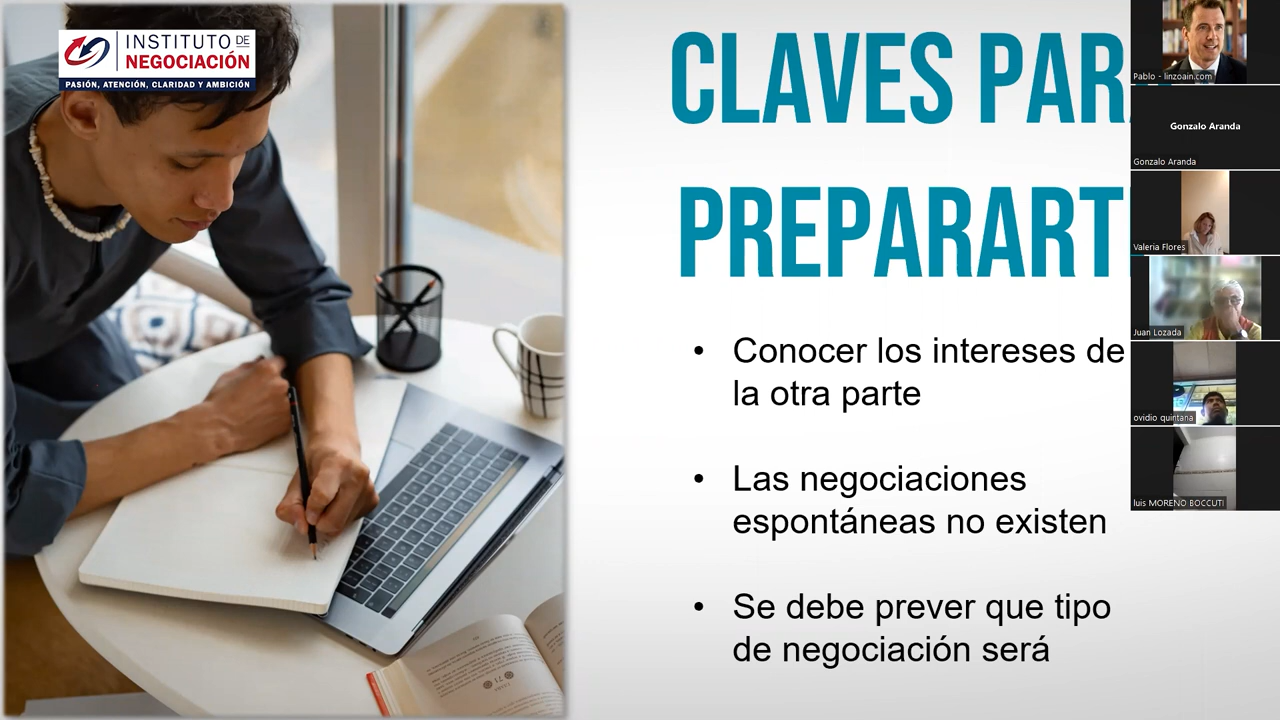 INSTITUTO DE
NEGOCIACIÓN
PASIÓN, ATENCIÓN, CLARIDAD Y AMBICIÓN
CLAVES PAR
PREPARART
• Conocer los intereses de
la otra parte
• Las negociaciones
espontáneas no existen
• Se debe prever que tipo
de negociación será
Pablo - linzoain.com
Gonzalo Aranda
Gonzalo Aranda
Valeria Flores
Juan Lozada
ovidio quintana
luis MORENO BOCCUTI